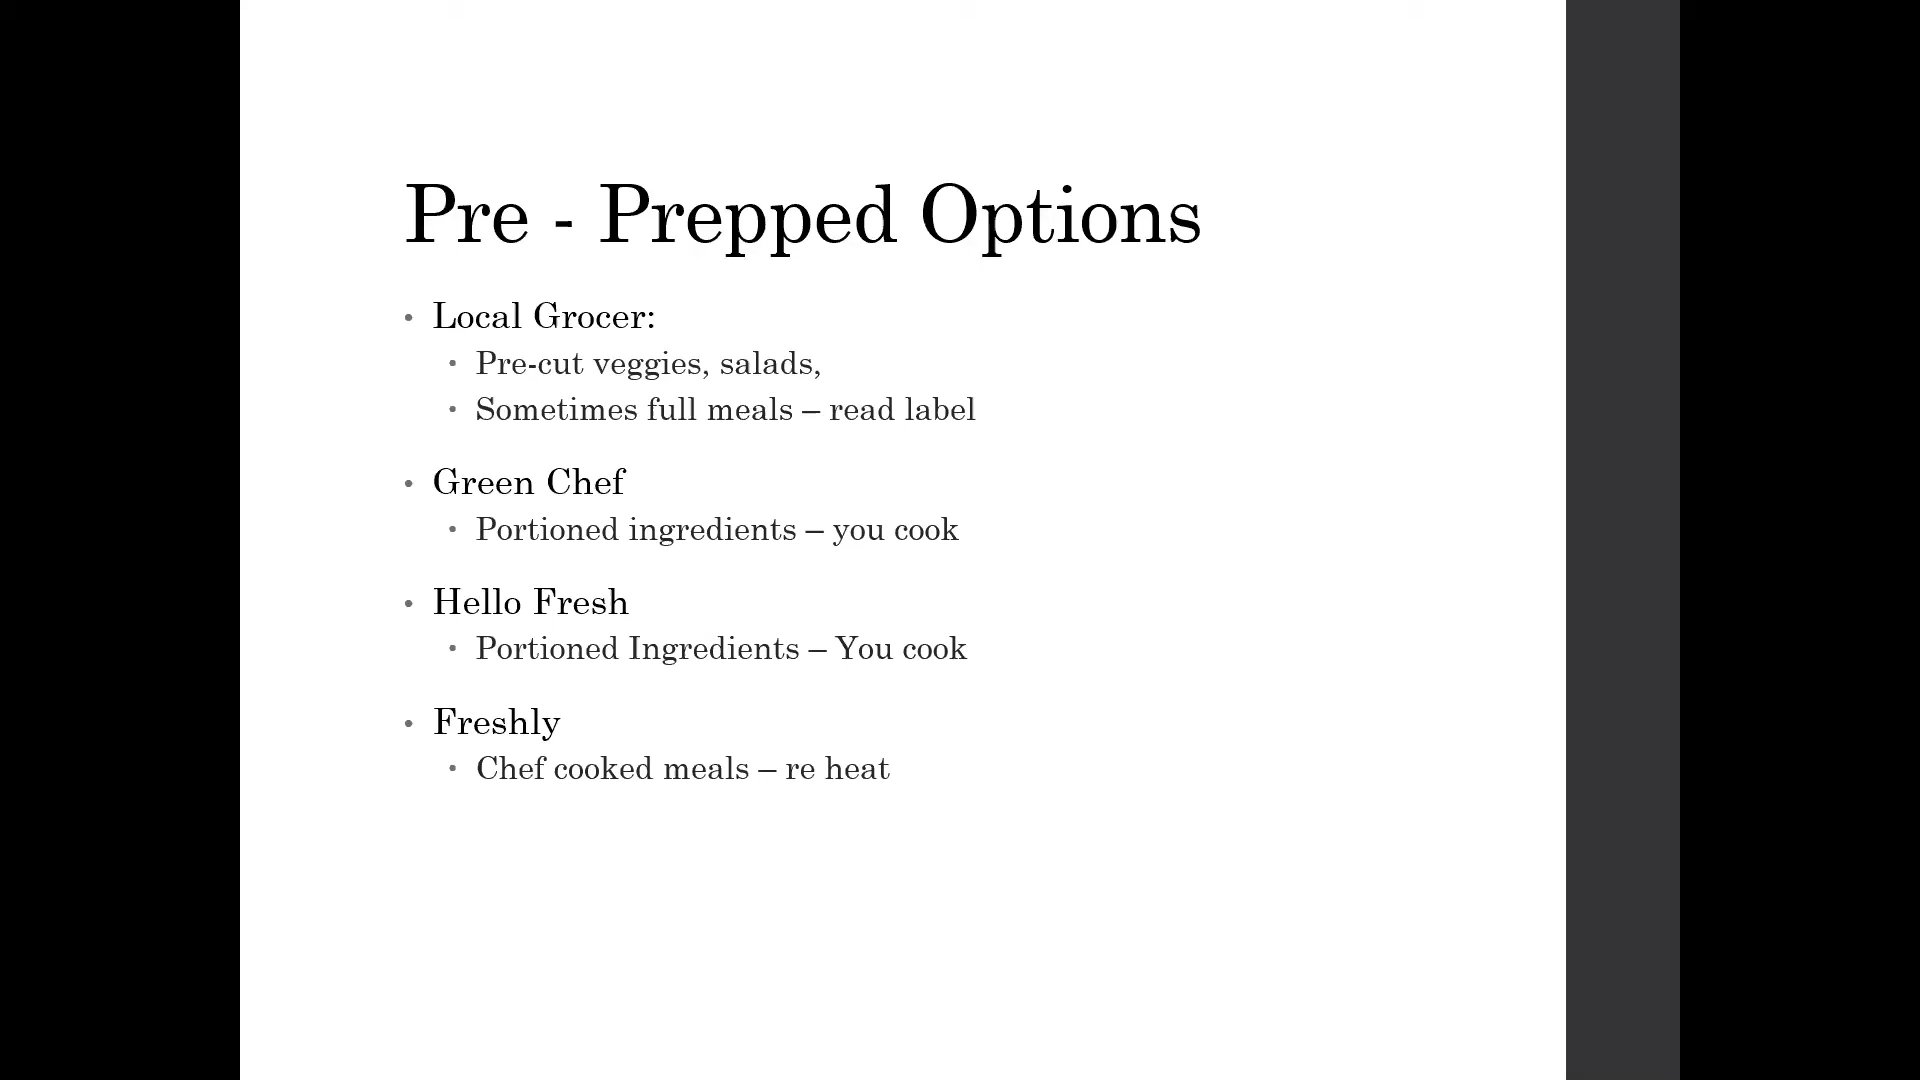 Pre - Prepped Options
• Local Grocer:
• Pre-cut veggies, salads,
• Sometimes full meals – read label
• Green Chef
• Portioned ingredients – you cook
• Hello Fresh
• Portioned Ingredients – You cook
• Freshly
• Chef cooked meals – re heat